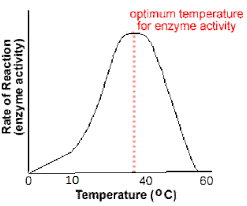 optimum temperature
for enzyme activity
Rate of Reaction
(enzyme activity)
0 10 40 60
Temperature (°C)